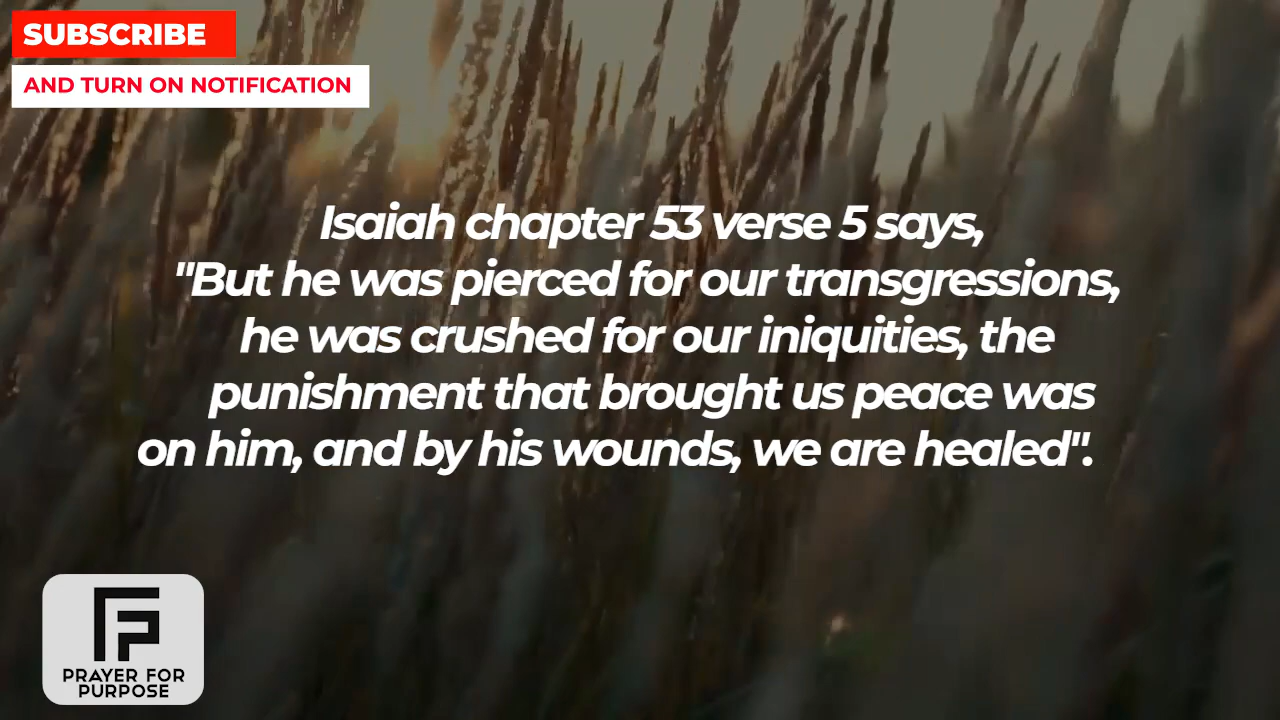 SUBSCRIBE
AND TURN ON NOTIFICATION
Isaiah chapter 53 verse 5 says,
"But he was pierced for our transgressions,
he was crushed for our iniquities, the
punishment that brought us peace was
on him, and by his wounds, we are healed".
PRAYER FOR
PURPOSE